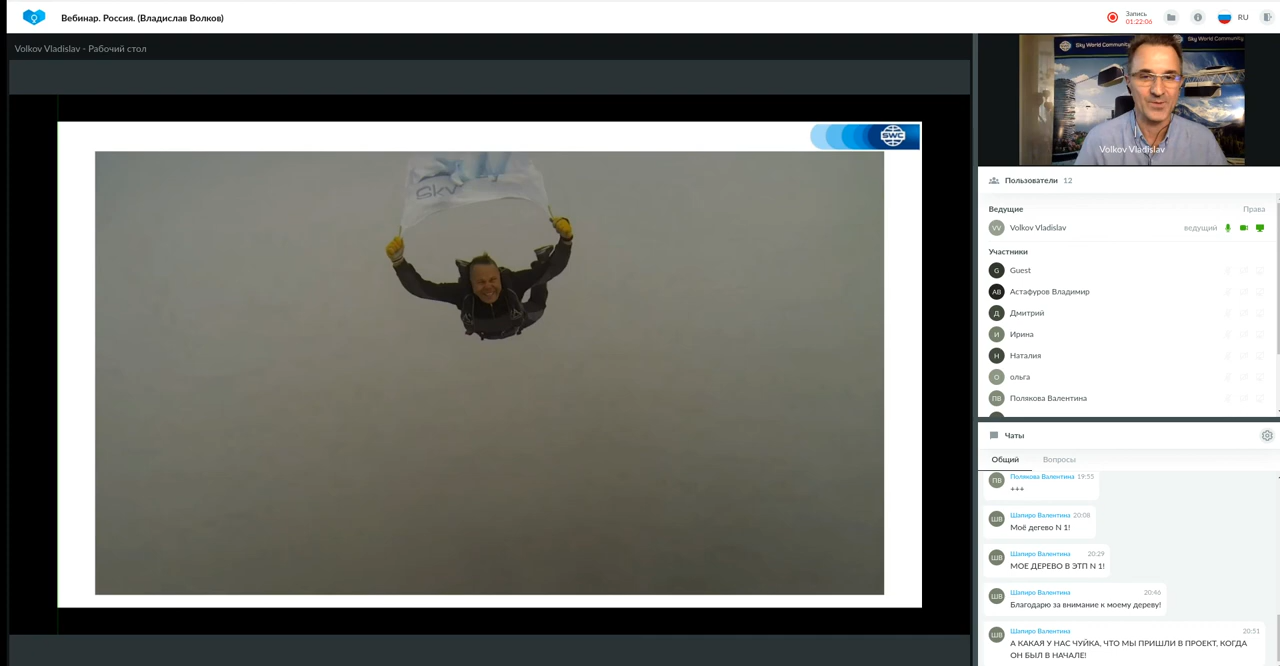 Вебинар. Россия. (Владислав Волков)
Запись
01:22:06
RU
Volkov Vladislav - Рабочий стол
SWC
Sky
Sky World Community
Sky World Community
Volkov Vladislav
Пользователи 12
Ведущие Права
VV Volkov Vladislav ведущий
Участники
G Guest
АВ Астафуров Владимир
Д Дмитрий
И Ирина
Н Наталия
О ольга
ПВ Полякова Валентина
Чаты
Общий Вопросы
ПВ Полякова Валентина 19:55
+++
ШВ Шапиро Валентина 20:08
Моё дегево N 1!
ШВ Шапиро Валентина 20:29
МОЕ ДЕРЕВО В ЭТП N 1!
ШВ Шапиро Валентина 20:46
Благодарю за внимание к моему дереву!
ШВ Шапиро Валентина 20:51
А КАКАЯ У НАС ЧУЙКА, ЧТО МЫ ПРИШЛИ В ПРОЕКТ, КОГДА
ОН БЫЛ В НАЧАЛЕ!